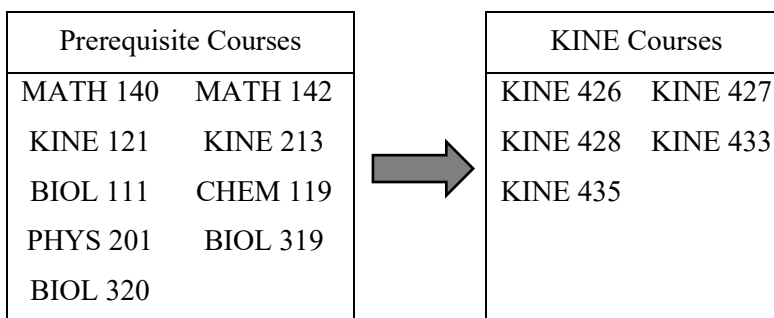 Prerequisite Courses
MATH 140 MATH 142
KINE 121 KINE 213
BIOL 111 CHEM 119
PHYS 201 BIOL 319
BIOL 320
KINE Courses
KINE 426 KINE 427
KINE 428 KINE 433
KINE 435